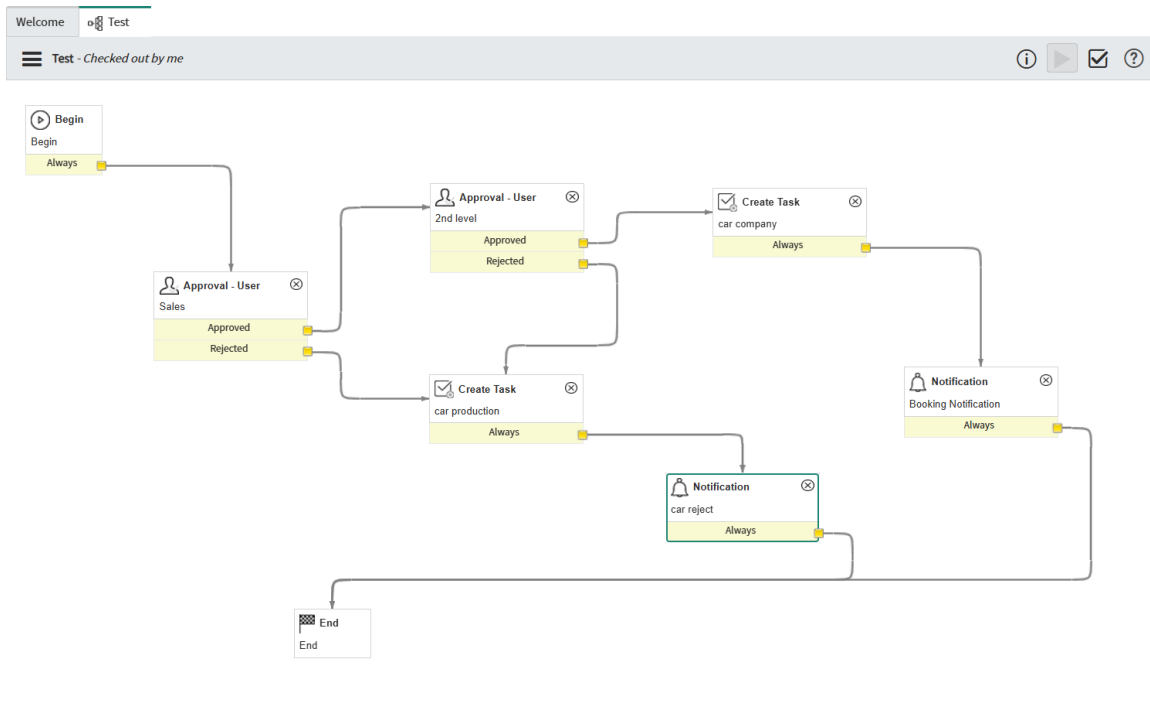 Welcome
Test
Test - Checked out by me
Begin
Begin
Always
Approval - User
2nd level
Approved
Rejected
Create Task
car company
Always
Approval - User
Sales
Approved
Rejected
Create Task
car production
Always
Notification
Booking Notification
Always
Notification
car reject
Always
End
End